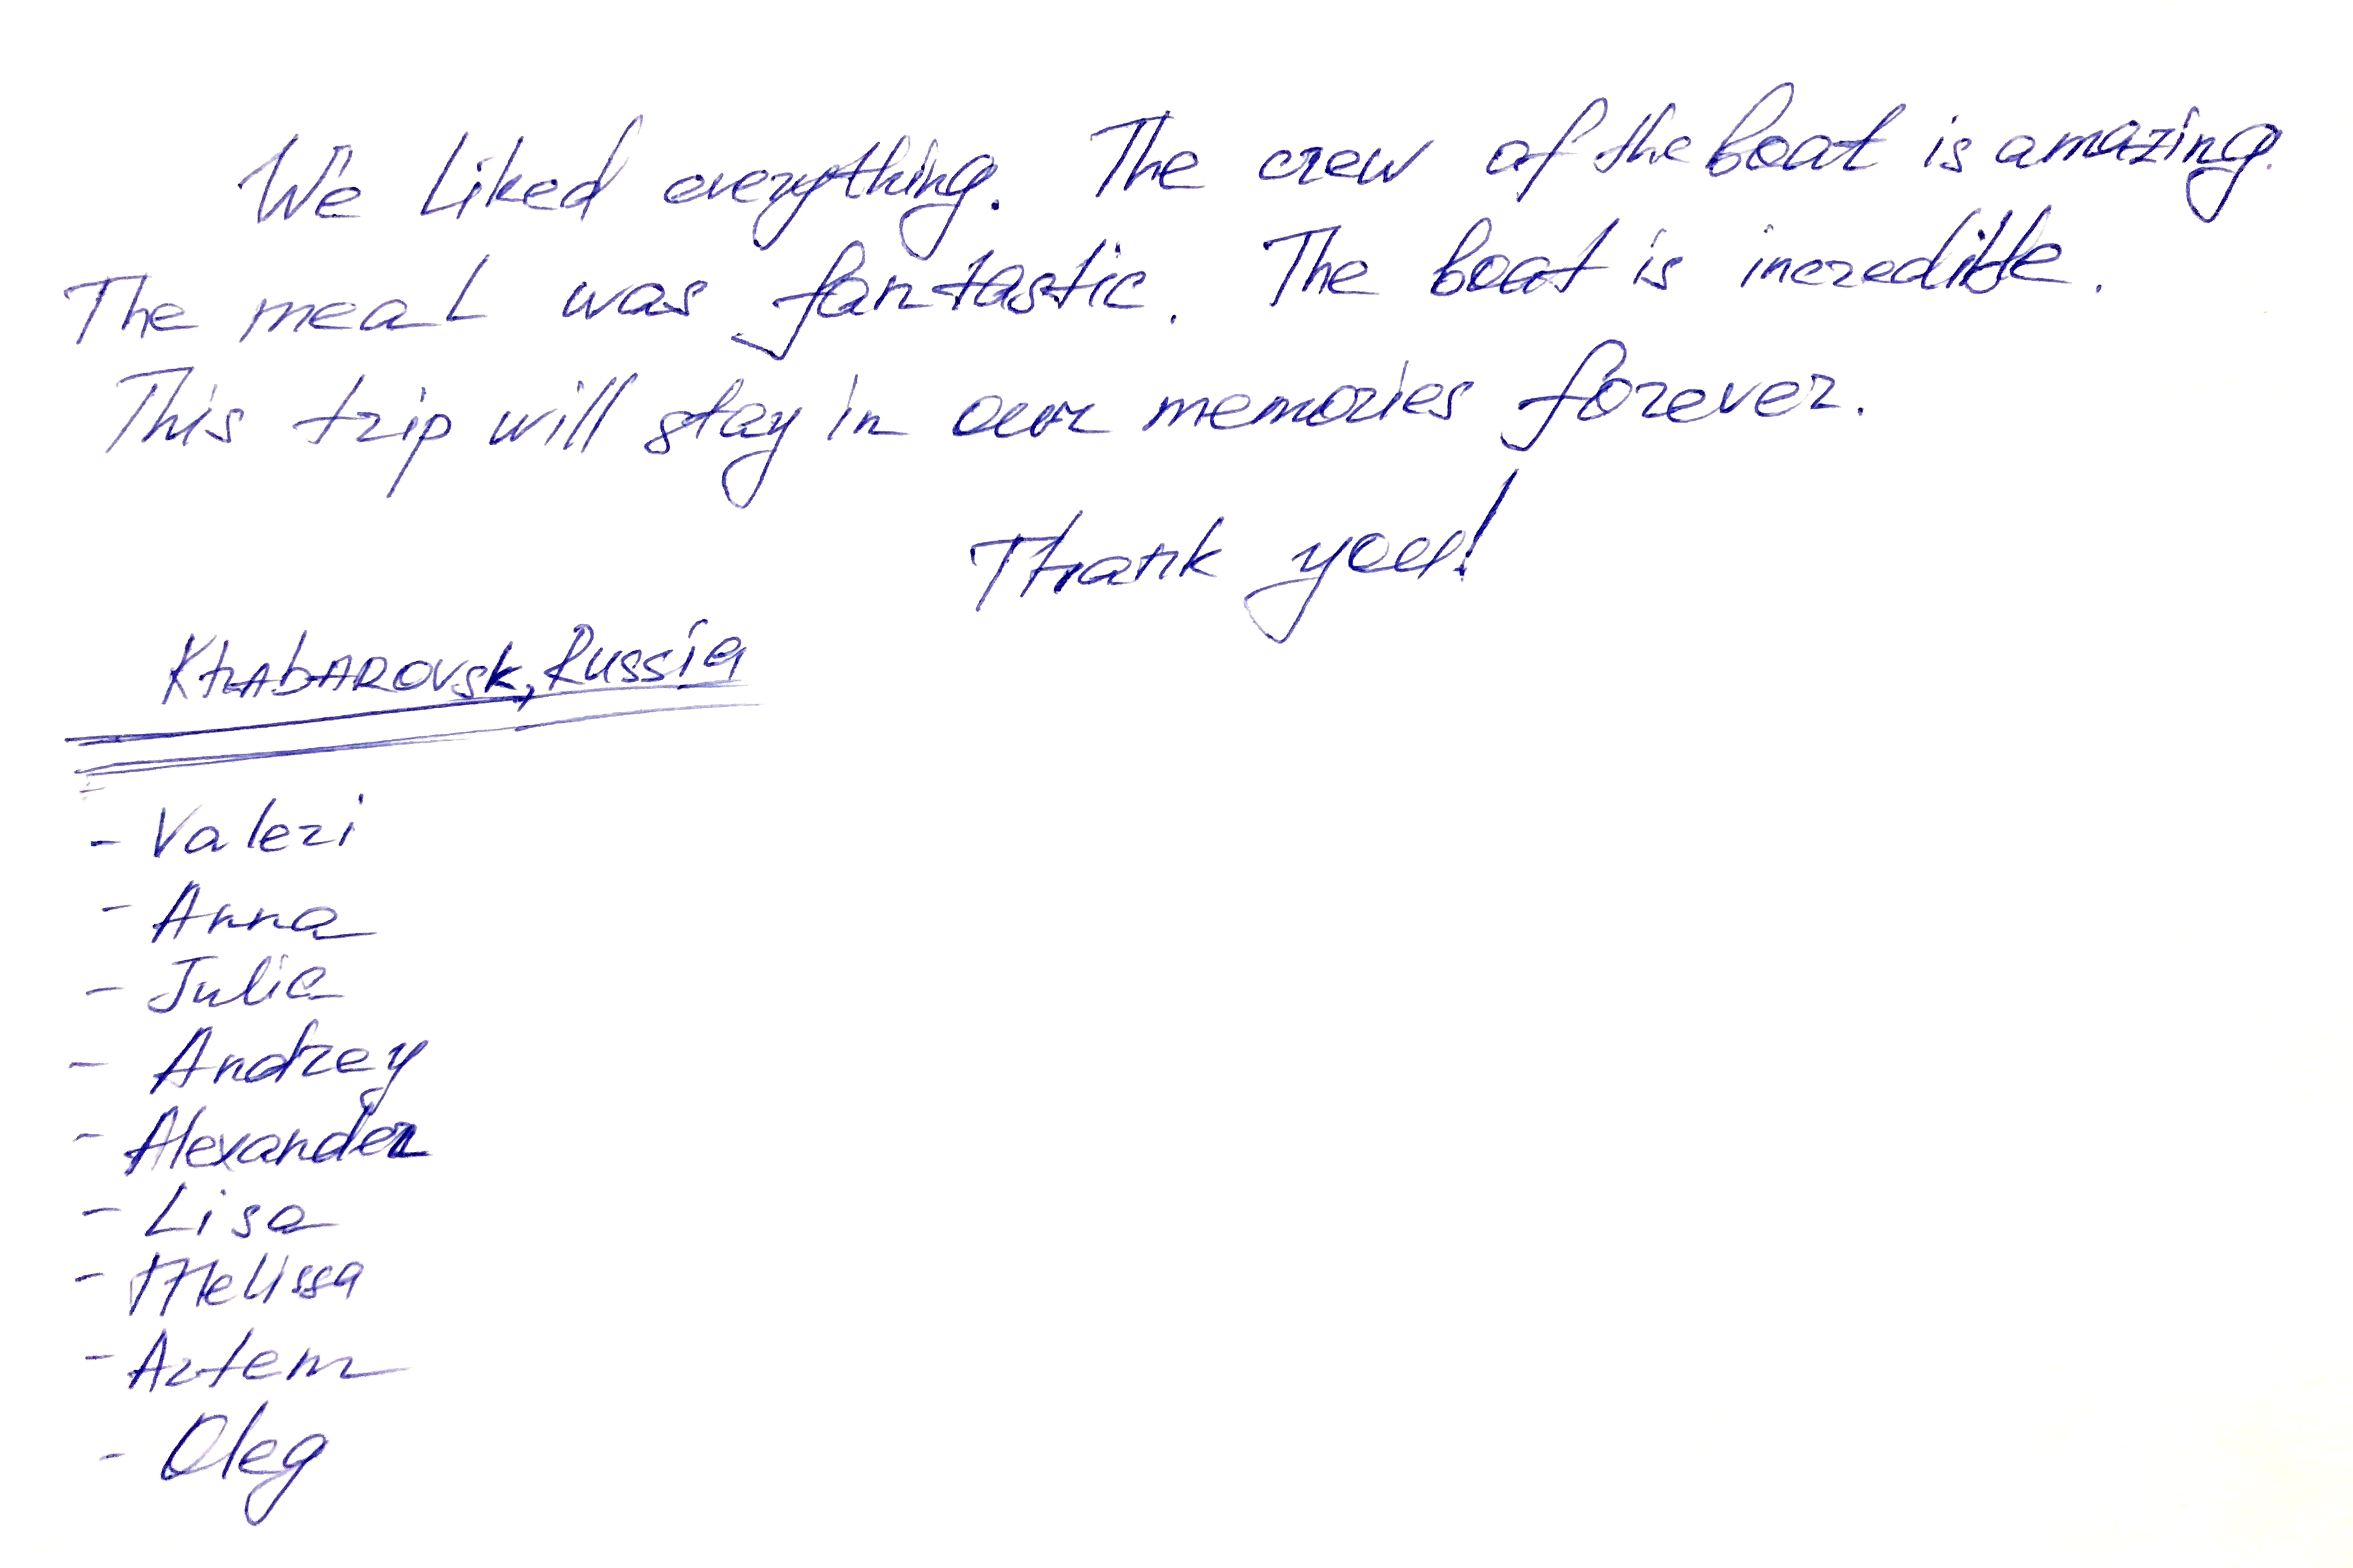 We liked everything. The crew of the boat is amazing.
The meal was fantastic. The boat is incredible.
This trip will stay in our memories forever.
Thank you!
Khabarovsk, Russia
- Valeri
- Anna
- Julia
- Andrey
- Alexander
- Lisa
- Melissa
- Artem
- Oleg